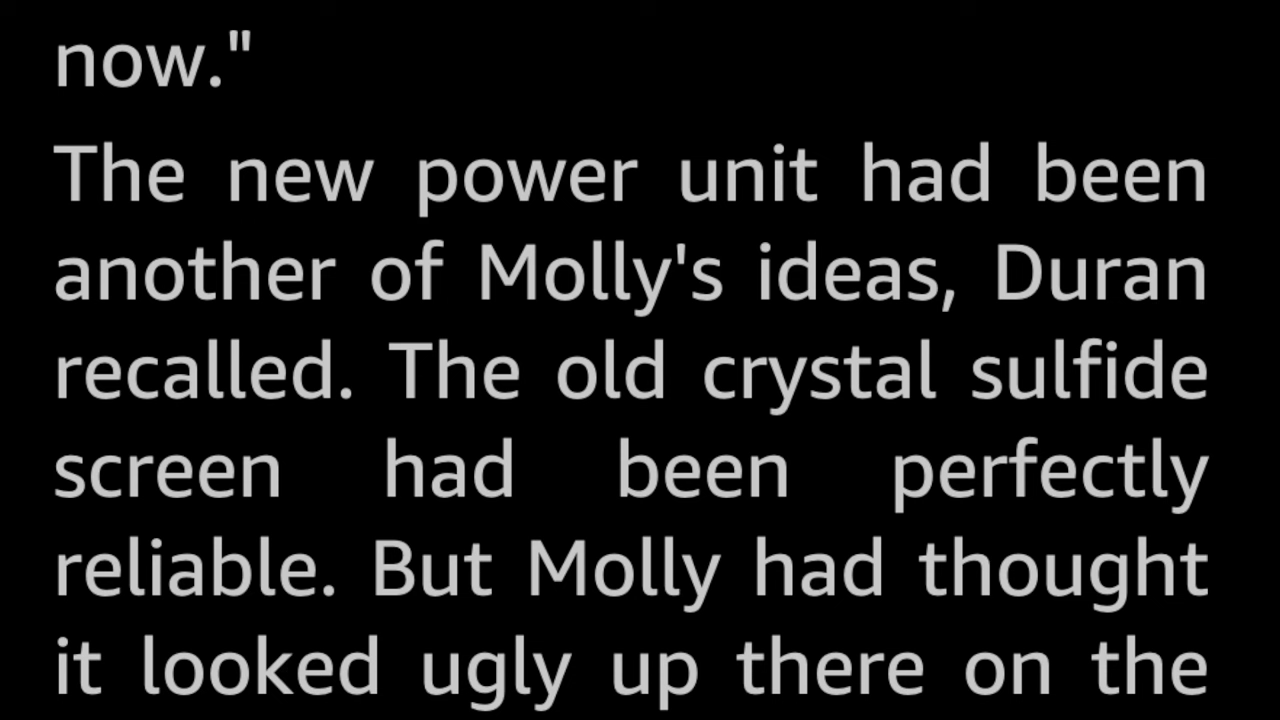 now."
The new power unit had been
another of Molly's ideas, Duran
recalled. The old crystal sulfide
screen had been perfectly
reliable. But Molly had thought
it looked ugly up there on the